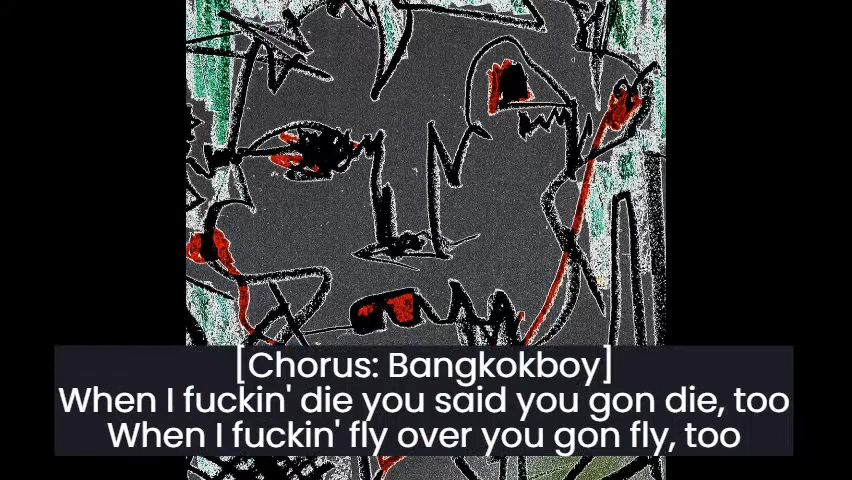 [Chorus: Bangkokboy]
When I fuckin' die you said you gon die, too
When I fuckin' fly over you gon fly, too